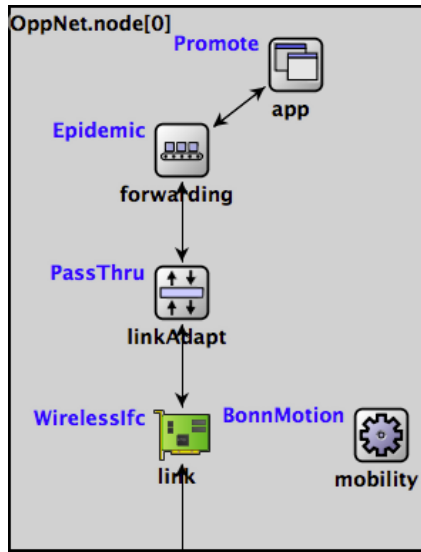 OppNet.node[0]
Promote
app
Epidemic
forwarding
PassThru
linkAdapt
WirelessIfc
link
BonnMotion
mobility